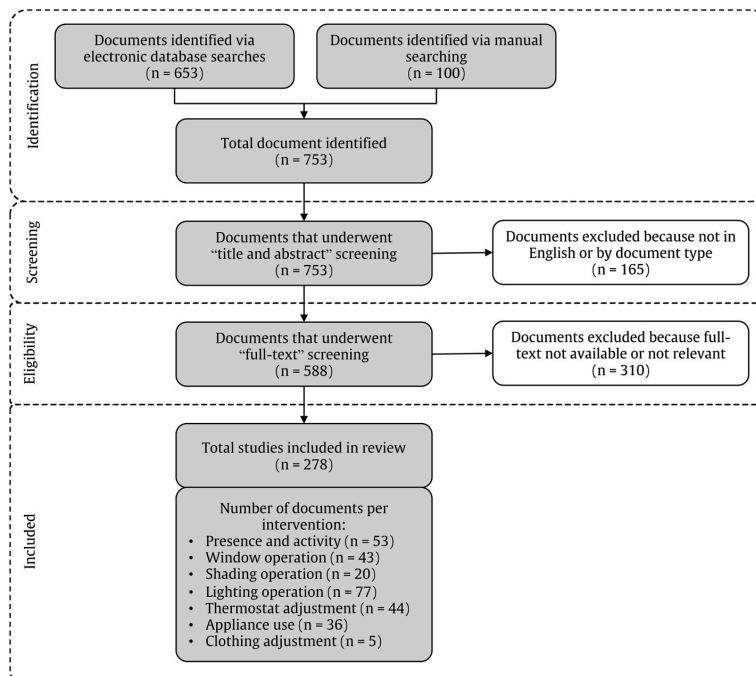 Identification
Documents identified via
electronic database searches
(n = 653)
Documents identified via manual
searching
(n = 100)
Total document identified
(n = 753)
Screening
Documents that underwent
“title and abstract” screening
(n = 753)
Documents excluded because not in
English or by document type
(n = 165)
Eligibility
Documents that underwent
“full-text” screening
(n = 588)
Documents excluded because full-
text not available or not relevant
(n = 310)
Included
Total studies included in review
(n = 278)
Number of documents per
intervention:
• Presence and activity (n = 53)
• Window operation (n = 43)
• Shading operation (n = 20)
• Lighting operation (n = 77)
• Thermostat adjustment (n = 44)
• Appliance use (n = 36)
• Clothing adjustment (n = 5)